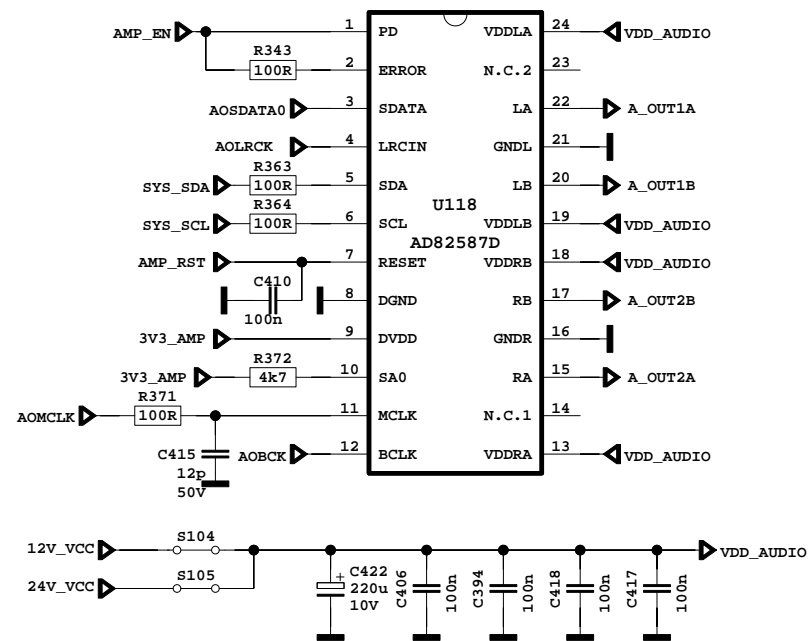 AMP_EN 1 PD VDDLA 24 VDD_AUDIO
R343
100R 2 ERROR N.C.2 23
AOSDATA0 3 SDATA LA 22 A_OUT1A
AOLRCK 4 LRCIN GNDL 21
R363
SYS_SDA 100R 5 SDA LB 20 A_OUT1B
R364
U118
SYS_SCL 100R 6 SCL VDDLB 19 VDD_AUDIO
AD82587D
AMP_RST 7 RESET VDDRB 18 VDD_AUDIO
C410
100n
8 DGND RB 17 A_OUT2B
3V3_AMP 9 DVDD GNDR 16
R372
3V3_AMP 4k7 10 SA0 RA 15 A_OUT2A
R371
AOMCLK 100R 11 MCLK N.C.1 14
C415
12p
50V
AOBCK 12 BCLK VDDRA 13 VDD_AUDIO
12V_VCC S104 VDD_AUDIO
24V_VCC S105
+
C422
220u
10V
C406
100n
C394
100n
C418
100n
C417
100n